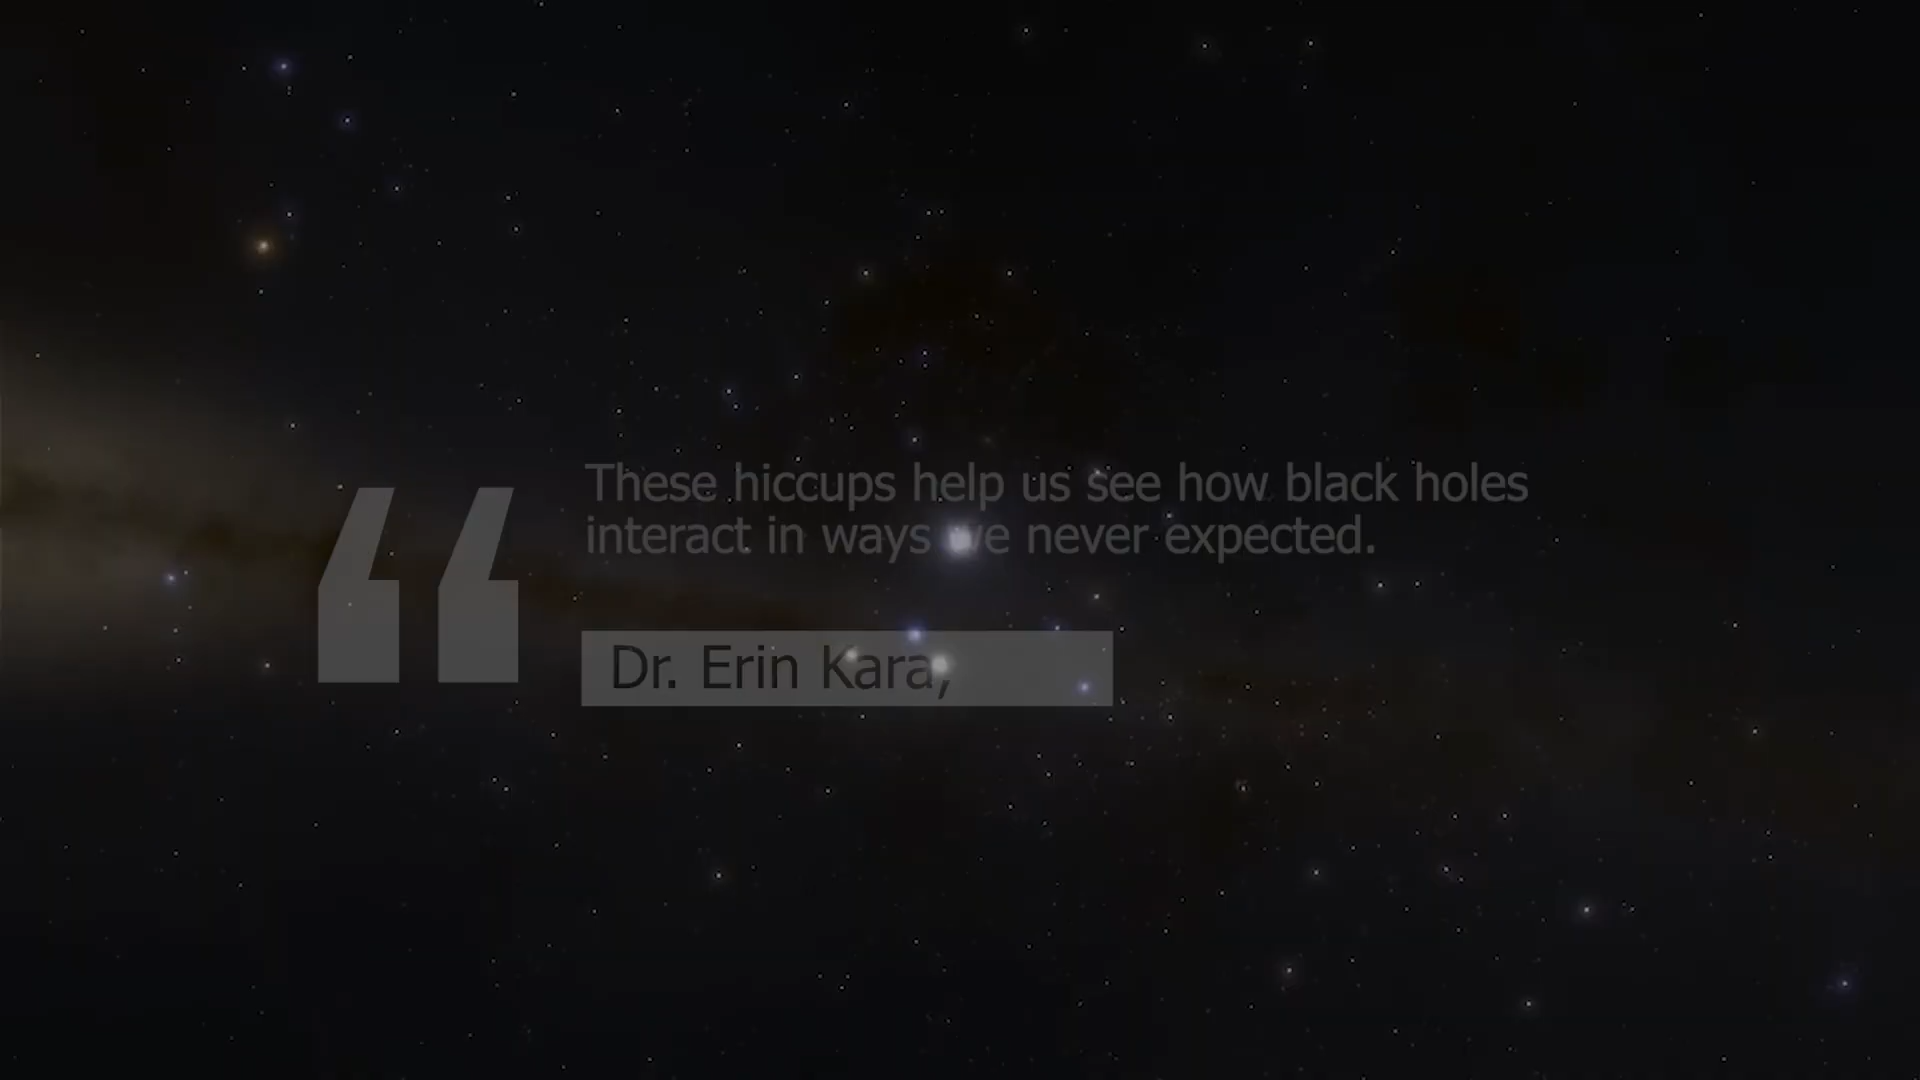 These hiccups help us see how black holes
interact in ways we never expected.
Dr. Erin Kara,